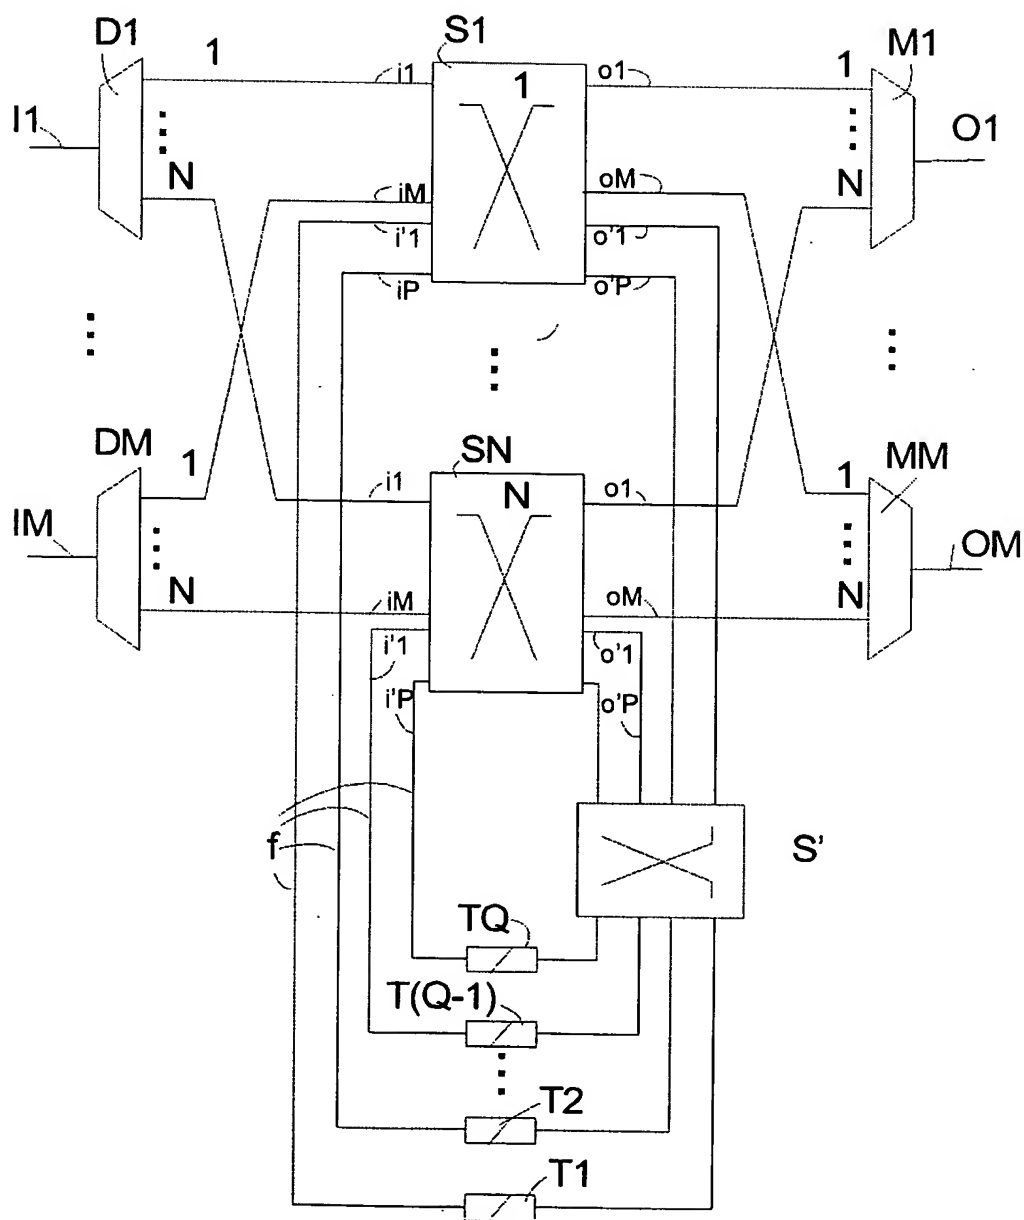 D1
1
S1
M1
i1
1
o1
1
I1
O1
N
iM
oM
N
i'1
o'1
iP
o'P
DM
SN
MM
1
i1
N
o1
1
IM
OM
N
iM
oM
N
i'1
o'1
i'P
o'P
f
S'
TQ
T(Q-1)
T2
T1